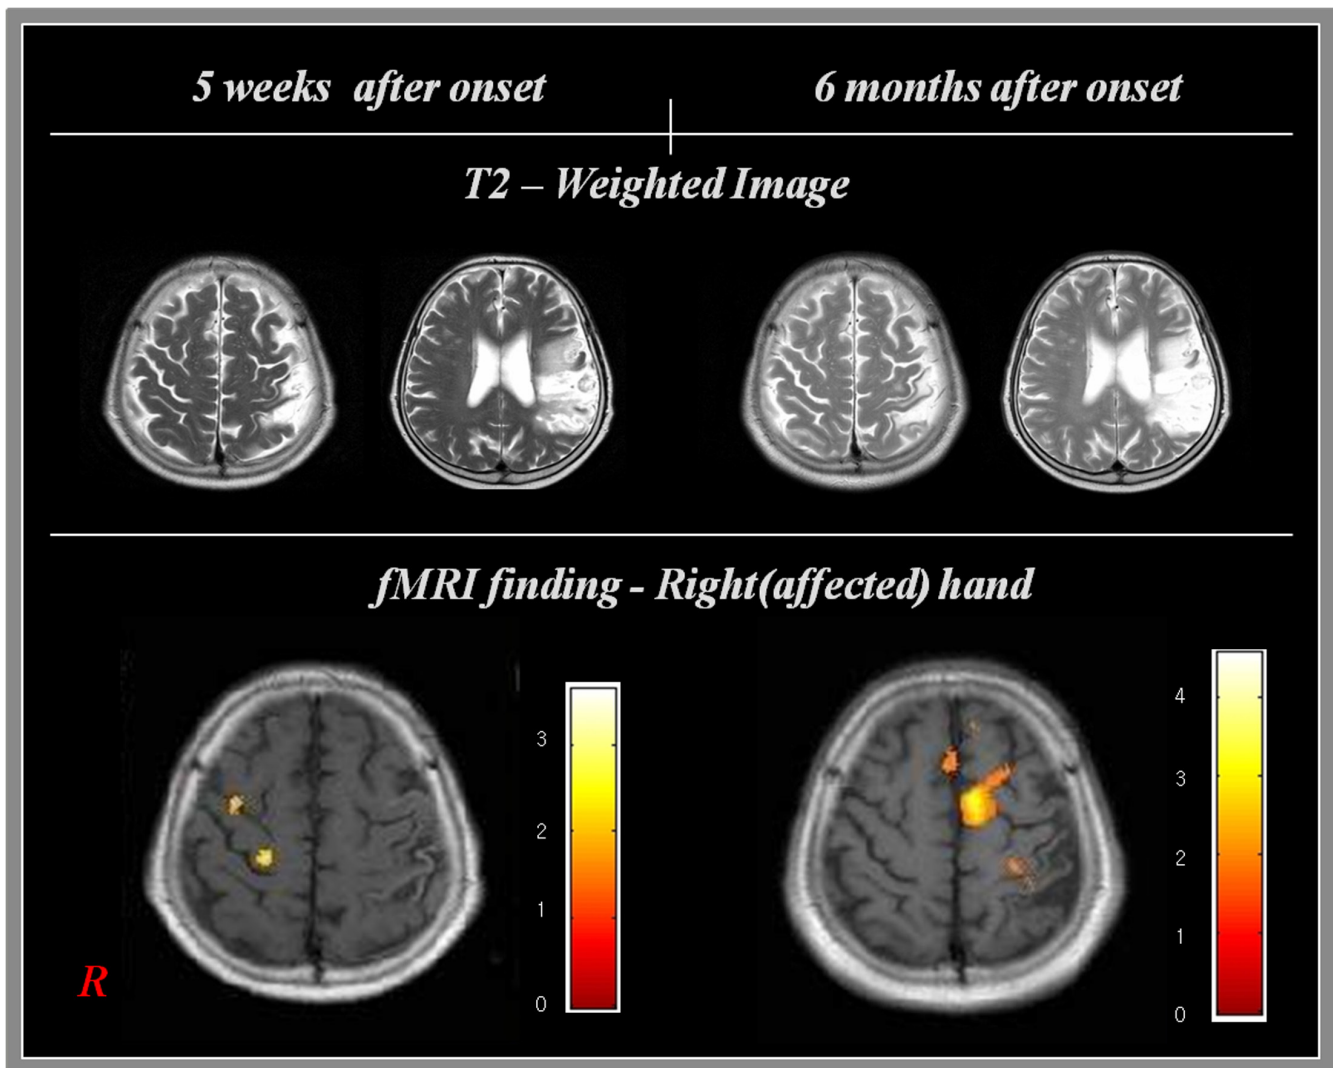 5 weeks after onset
6 months after onset
T2 – Weighted Image
fMRI finding - Right(affected) hand
3
2
1
0
4
3
2
1
0
R